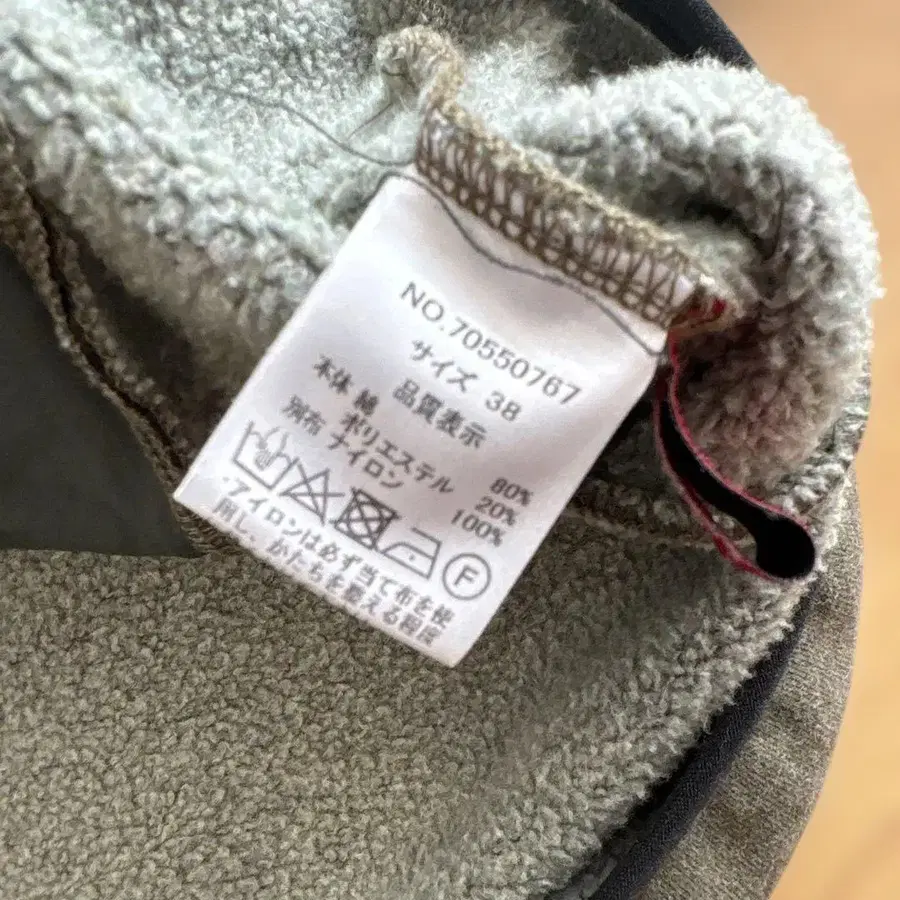 NO.70550767
サイズ 38
品質表示
本体 綿 80%
ポリエステル 20%
別布 ナイロン 100%
F
・アイロンは必ず当て布を使
用し、かたちを整える程度